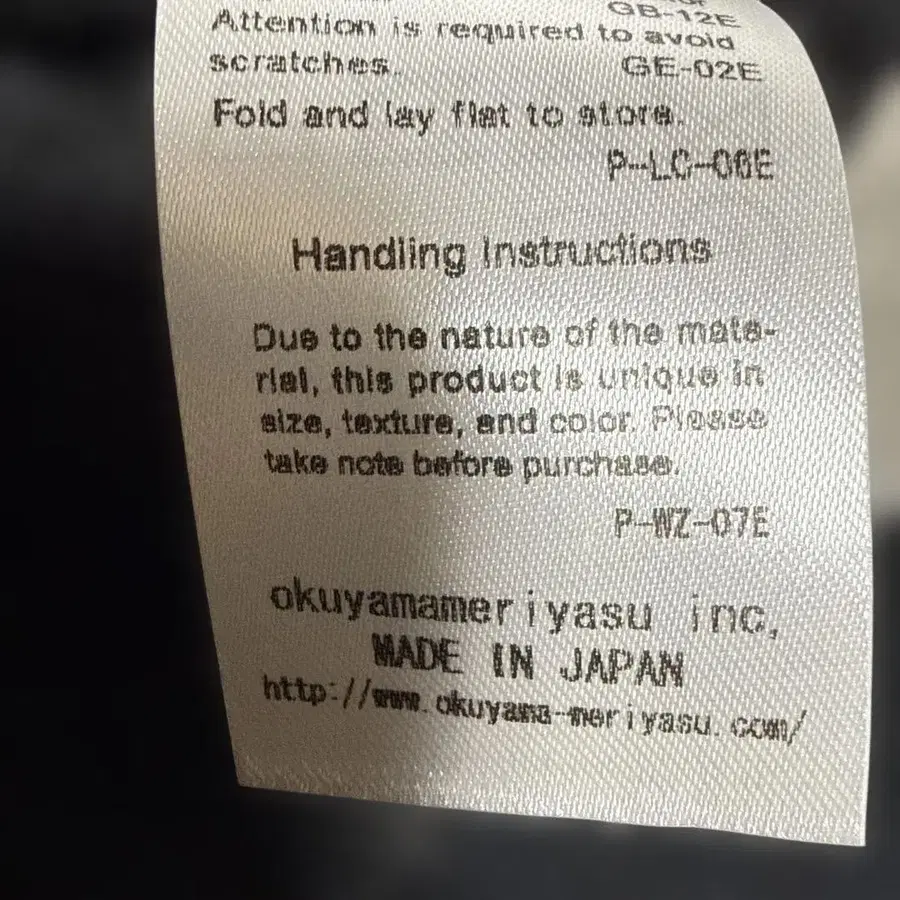 GB-12E
Attention is required to avoid
scratches.
GE-02E
Fold and lay flat to store.
P-LC-06E
Handling Instructions
Due to the nature of the mate-
rial, this product is unique in
size, texture, and color. Please
take note before purchase.
P-WZ-07E
okuyamameriyasu inc,
MADE IN JAPAN
http://www.okuyama-meriyasu.com/